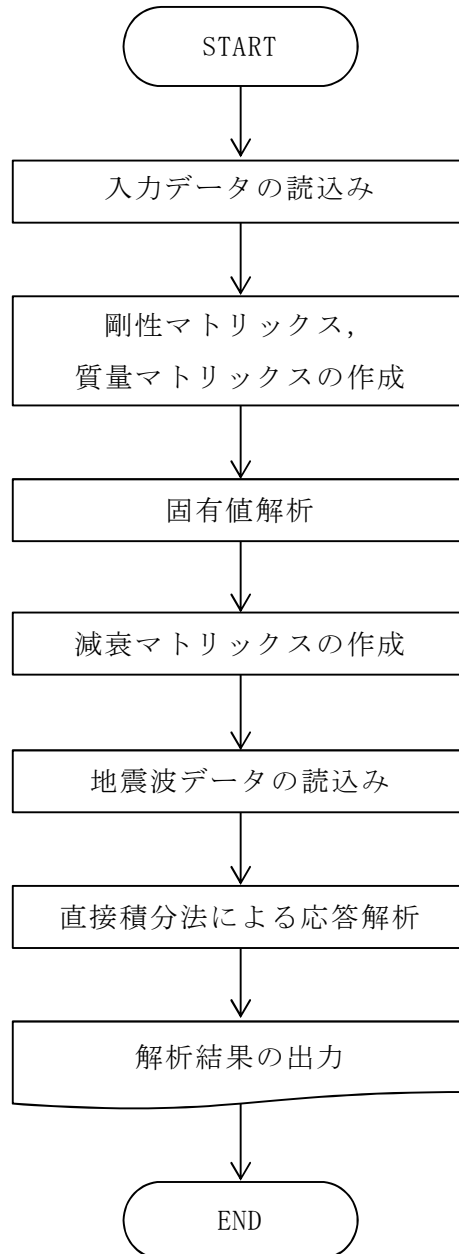 START
入力データの読込み
剛性マトリックス,
質量マトリックスの作成
固有値解析
減衰マトリックスの作成
地震波データの読込み
直接積分法による応答解析
解析結果の出力
END